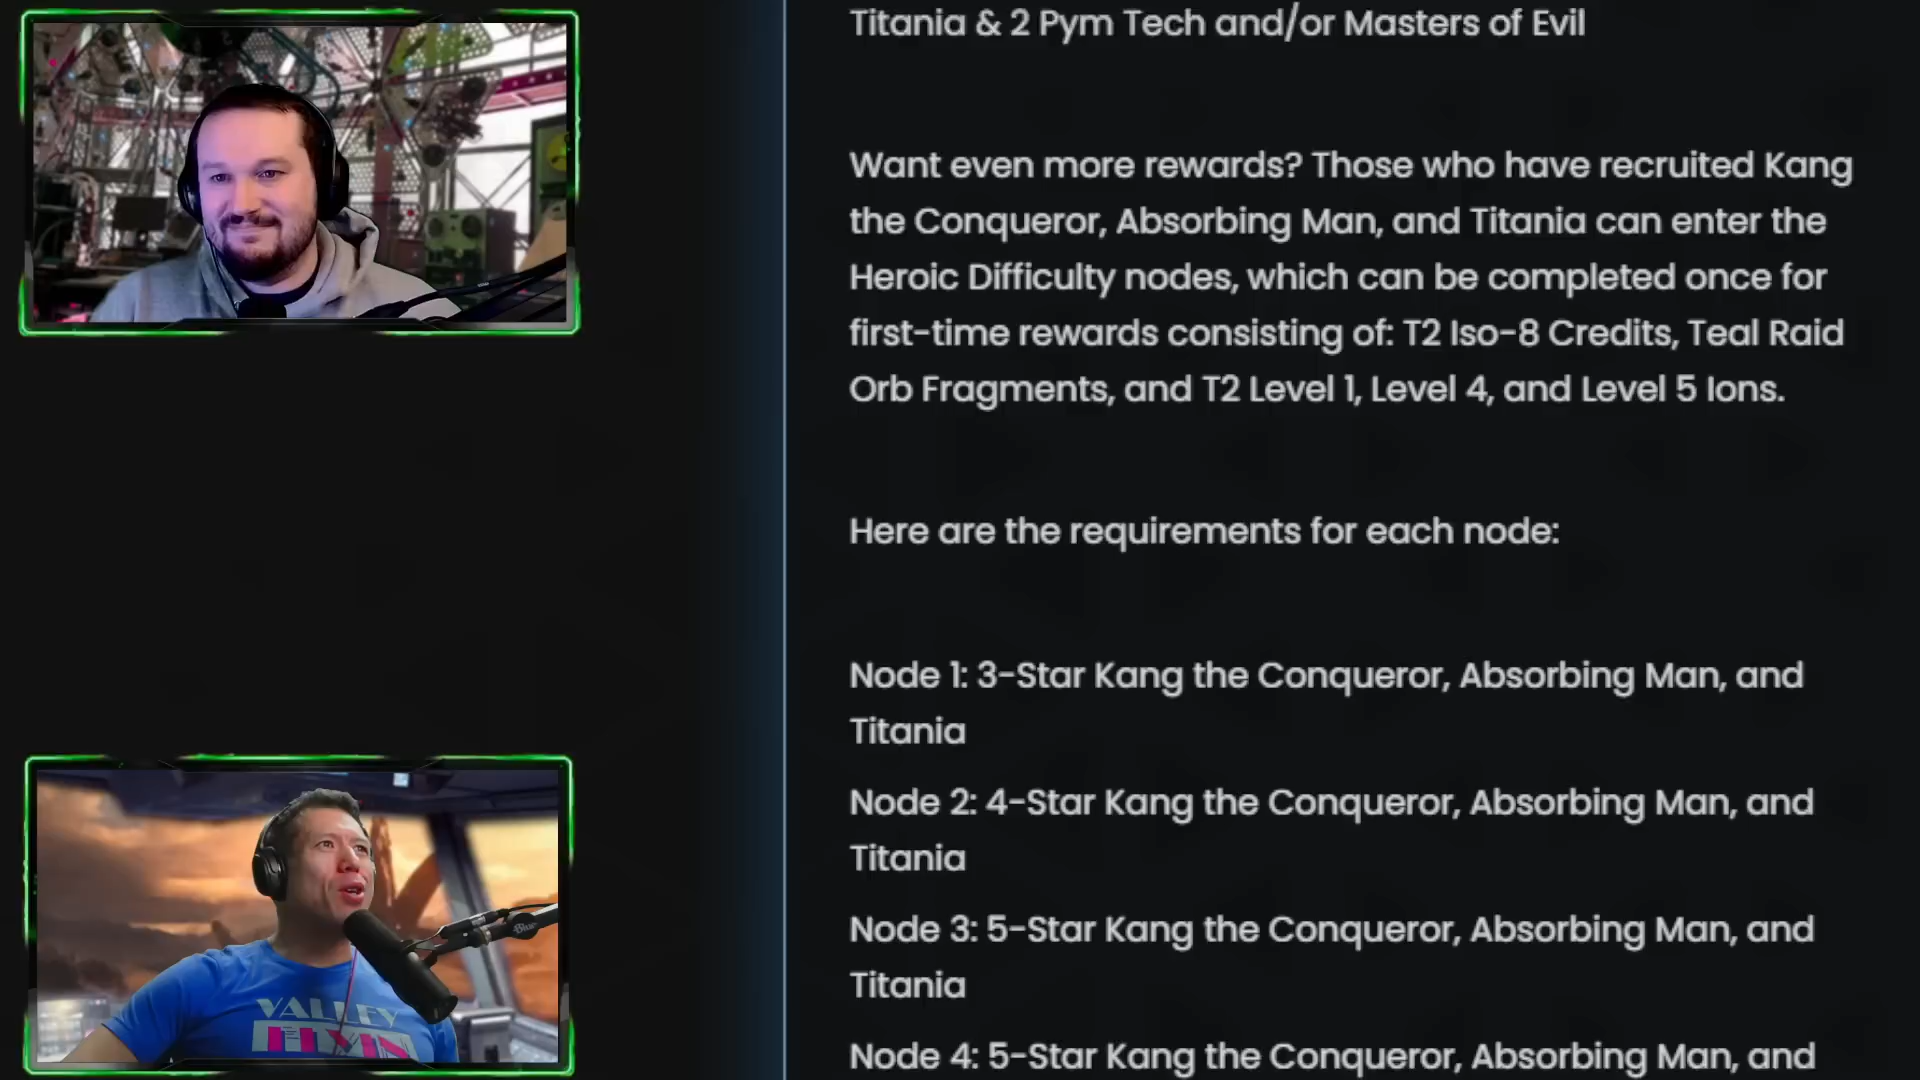 Titania & 2 Pym Tech and/or Masters of Evil
Want even more rewards? Those who have recruited Kang
the Conqueror, Absorbing Man, and Titania can enter the
Heroic Difficulty nodes, which can be completed once for
first-time rewards consisting of: T2 Iso-8 Credits, Teal Raid
Orb Fragments, and T2 Level 1, Level 4, and Level 5 Ions.
Here are the requirements for each node:
Node 1: 3-Star Kang the Conqueror, Absorbing Man, and
Titania
Node 2: 4-Star Kang the Conqueror, Absorbing Man, and
Titania
Node 3: 5-Star Kang the Conqueror, Absorbing Man, and
Titania
Node 4: 5-Star Kang the Conqueror, Absorbing Man, and
VALLEY